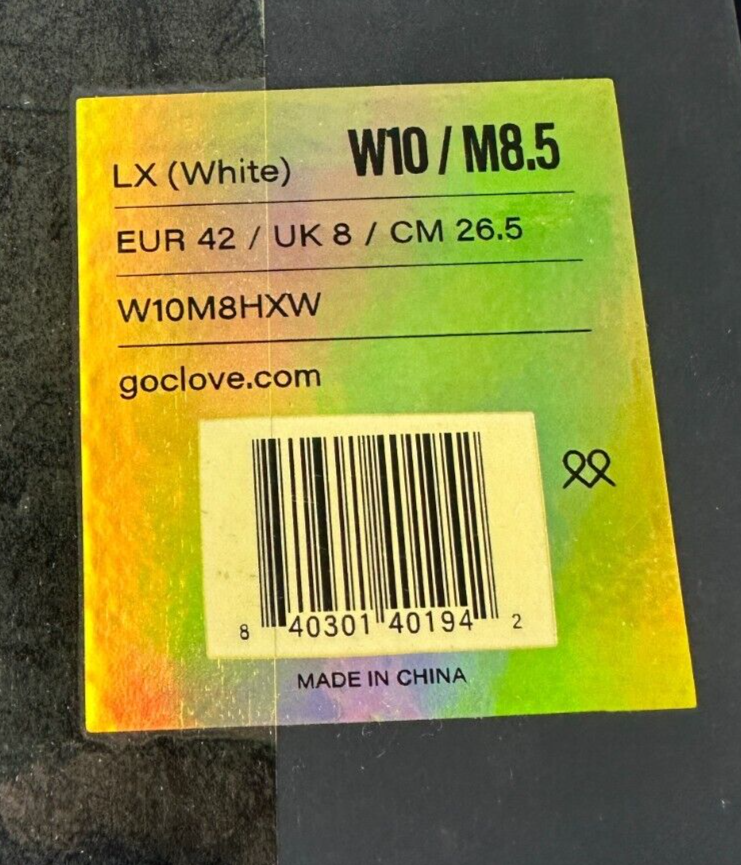 LX (White) W10 / M8.5
EUR 42 / UK 8 / CM 26.5
W10M8HXW
goclove.com
8 40301 40194 2
MADE IN CHINA